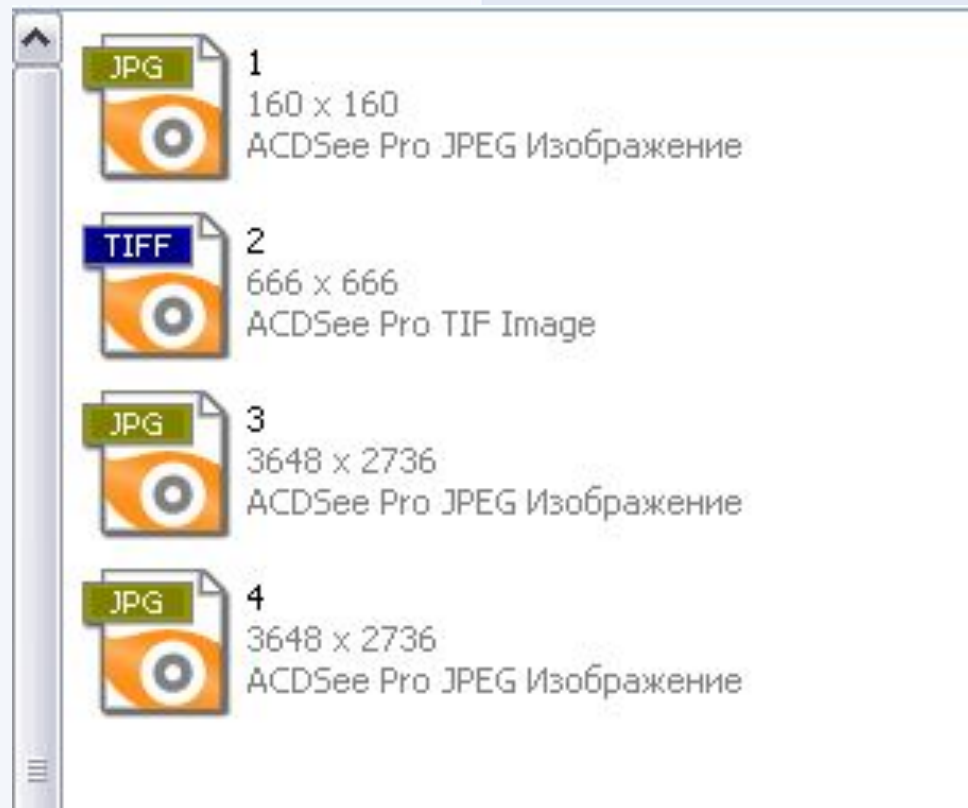 JPG
1
160 x 160
ACDSee Pro JPEG Изображение
TIFF
2
666 x 666
ACDSee Pro TIF Image
JPG
3
3648 x 2736
ACDSee Pro JPEG Изображение
JPG
4
3648 x 2736
ACDSee Pro JPEG Изображение